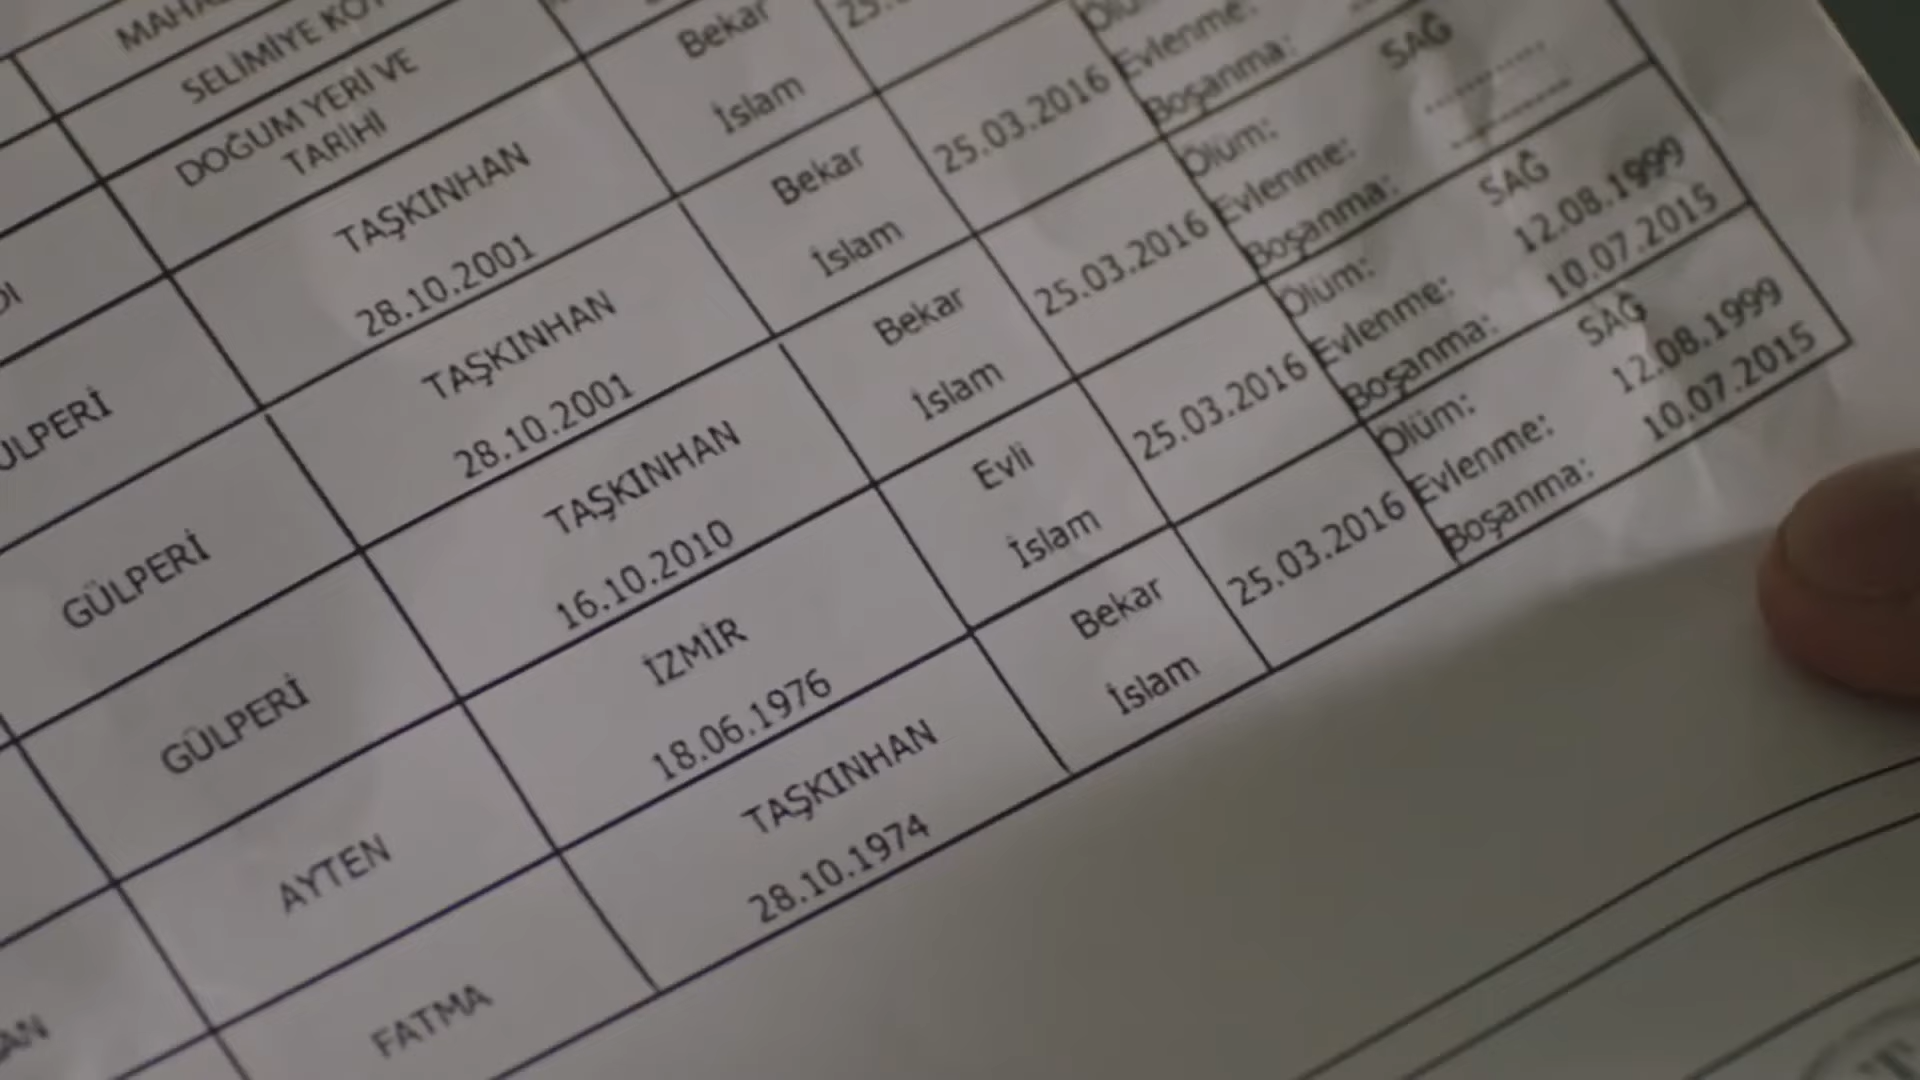 SELİMİYE KÖY
DOĞUM YERİ VE
TARİHİ
Bekar
İslam
ÜLPERİ
TAŞKINHAN
28.10.2001
Bekar
İslam
25.03.2016
Evlenme:
Boşanma:
SAĞ
GÜLPERİ
TAŞKINHAN
28.10.2001
Bekar
İslam
25.03.2016
Ölüm:
Evlenme:
Boşanma:
SAĞ
12.08.1999
10.07.2015
GÜLPERİ
TAŞKINHAN
16.10.2010
Evli
İslam
25.03.2016
Ölüm:
Evlenme:
Boşanma:
SAĞ
12.08.1999
10.07.2015
AYTEN
İZMİR
18.06.1976
Bekar
İslam
25.03.2016
Ölüm:
Evlenme:
Boşanma:
FATMA
TAŞKINHAN
28.10.1974